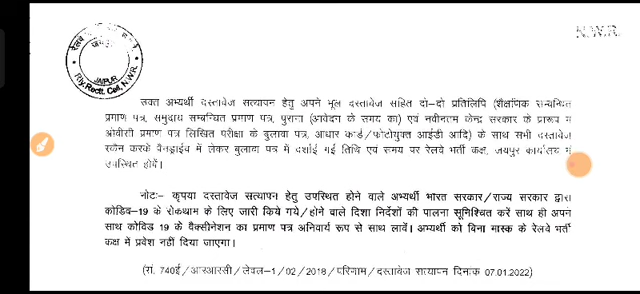 N.W.R.
रेलवे
JAIPUR
Rly. Rectt. Cell, N.W.R.
उक्त अभ्यर्थी दस्तावेज सत्यापन हेतु अपने मूल दस्तावेज सहित दो–दो प्रतिलिपि (शैक्षणिक सम्बन्धित
प्रमाण पत्र, समुदाय सम्बन्धित प्रमाण पत्र, पुराना (आवेदन के समय का) एवं नवीनतम केन्द्र सरकार के प्रारूप में
ओबीसी प्रमाण पत्र लिखित परीक्षा के बुलावा पत्र, आधार कार्ड/फोटोयुक्त आईडी आदि) के साथ सभी दस्तावेज
स्कैन करके पैनड्राईव में लेकर बुलावा पत्र में दर्शाई गई तिथि एवं समय पर रेलवे भर्ती कक्ष, जयपुर कार्यालय में
उपस्थित होवें।
नोटः– कृपया दस्तावेज सत्यापन हेतु उपस्थित होने वाले अभ्यर्थी भारत सरकार/राज्य सरकार द्वारा
कोविड–19 के रोकथाम के लिए जारी किये गये/होने वाले दिशा निर्देशों की पालना सुनिश्चित करें साथ ही अपने
साथ कोविड 19 के वैक्सीनेशन का प्रमाण पत्र अनिवार्य रूप से साथ लावें। अभ्यर्थी को बिना मास्क के रेलवे भर्ती
कक्ष में प्रवेश नहीं दिया जाएगा।
(रां. 740ई/आरआरसी/लेवल–1/02/2018/परिणाम/दस्तावेज सत्यापन दिनांक 07.01.2022)